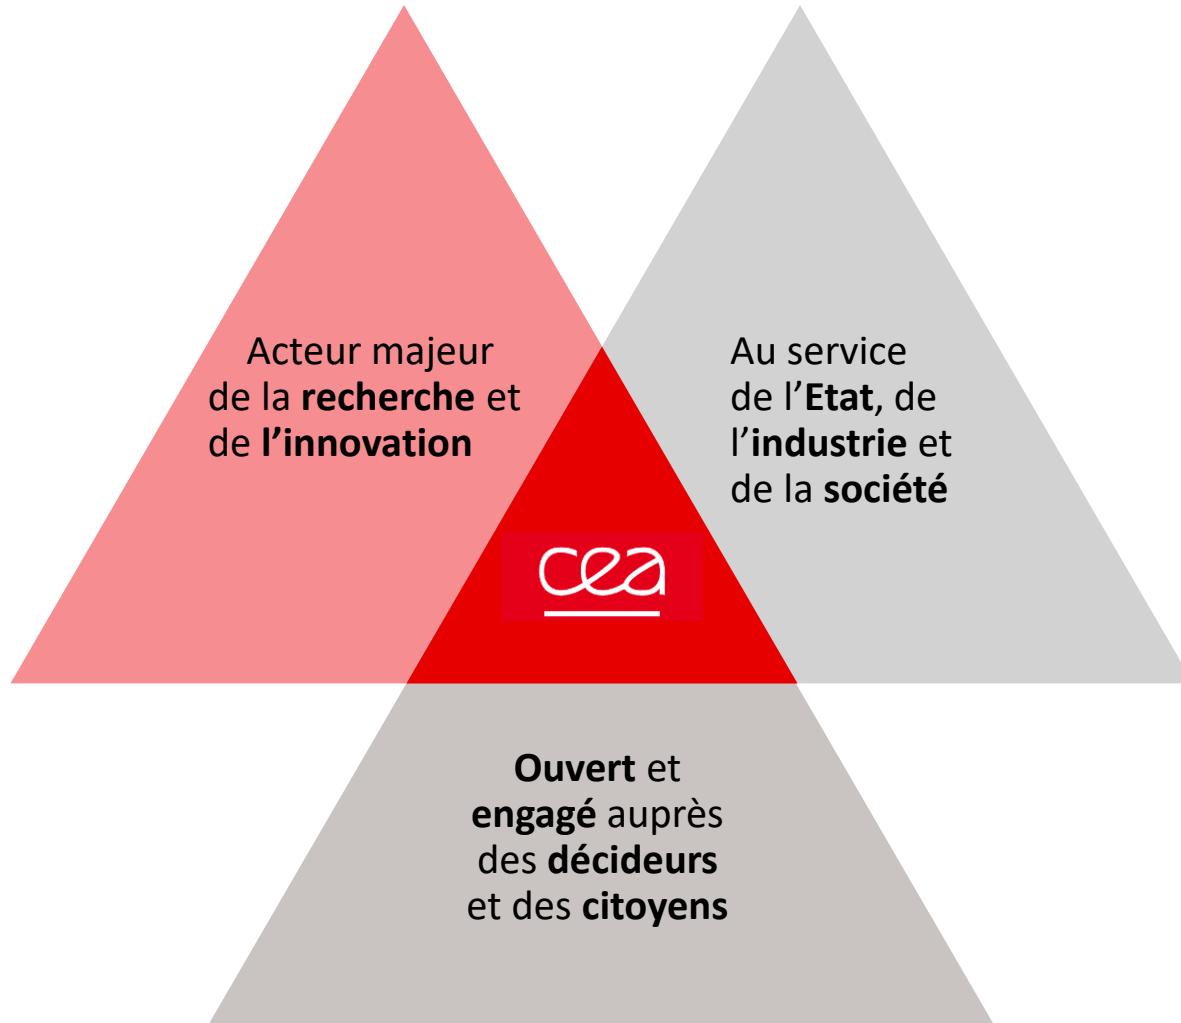 Acteur majeur
de la recherche et
de l’innovation
Au service
de l’Etat, de
l’industrie et
de la société
cea
Ouvert et
engagé auprès
des décideurs
et des citoyens